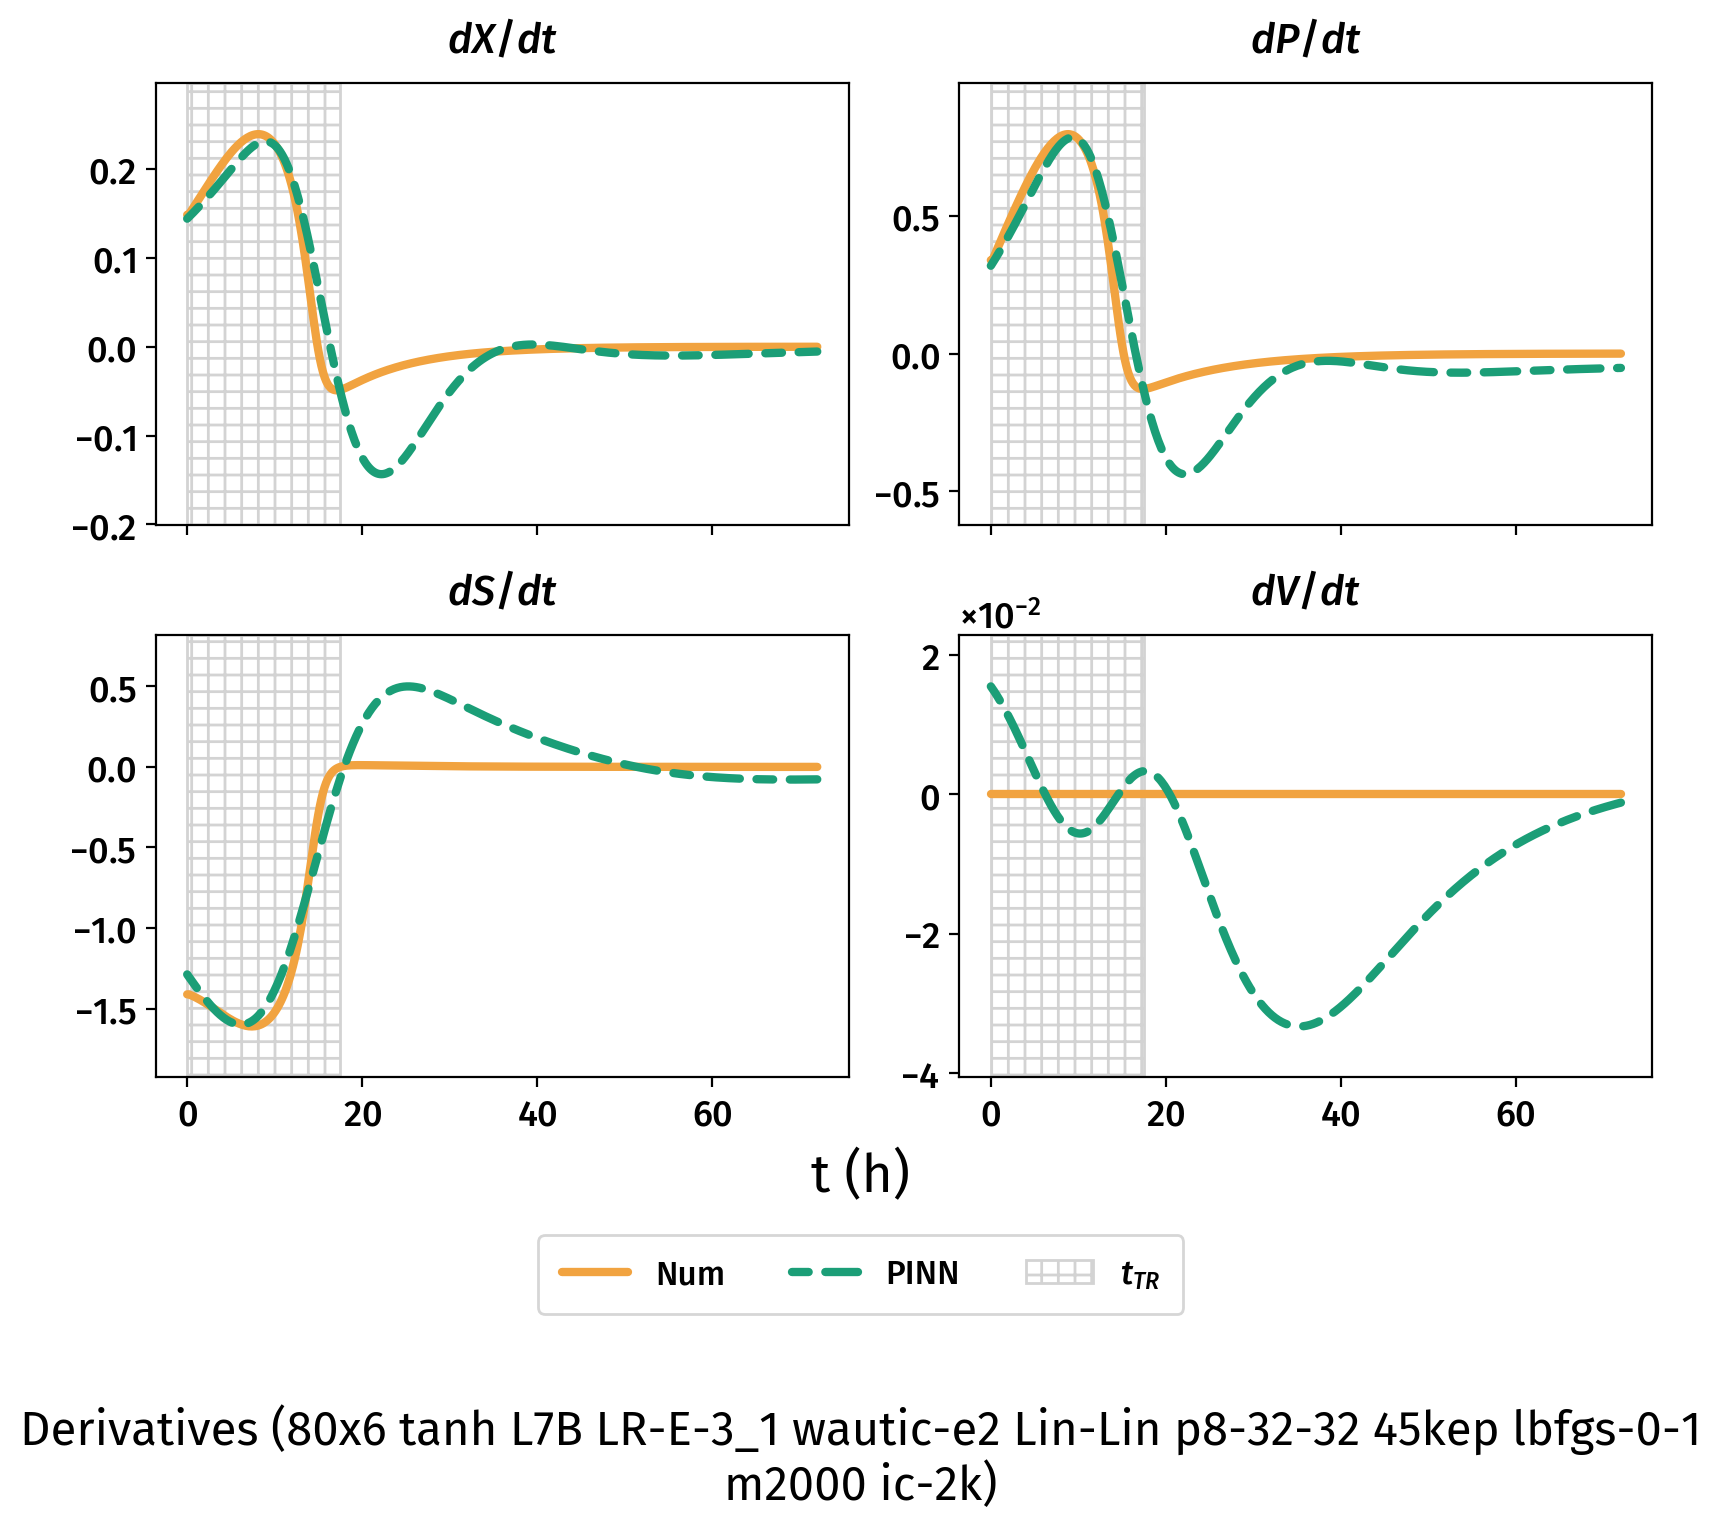 dX/dt
dP/dt
0.2
0.1
0.0
−0.1
−0.2
0.5
0.0
−0.5
dS/dt
dV/dt
×10⁻²
0.5
0.0
−0.5
−1.0
−1.5
2
0
−2
−4
0 20 40 60
0 20 40 60
t (h)
Num PINN tTR
Derivatives (80x6 tanh L7B LR-E-3_1 wautic-e2 Lin-Lin p8-32-32 45kep lbfgs-0-1
m2000 ic-2k)